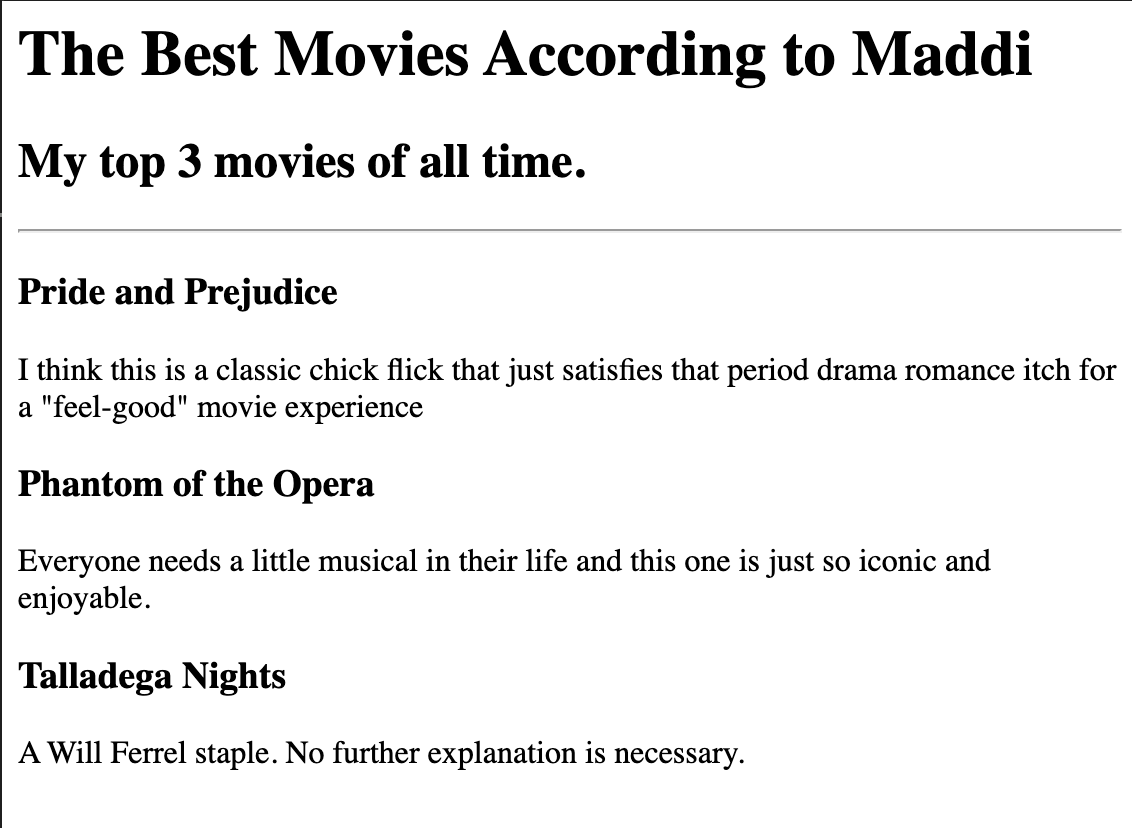 The Best Movies According to Maddi
My top 3 movies of all time.
Pride and Prejudice
I think this is a classic chick flick that just satisfies that period drama romance itch for
a "feel-good" movie experience
Phantom of the Opera
Everyone needs a little musical in their life and this one is just so iconic and
enjoyable.
Talladega Nights
A Will Ferrel staple. No further explanation is necessary.